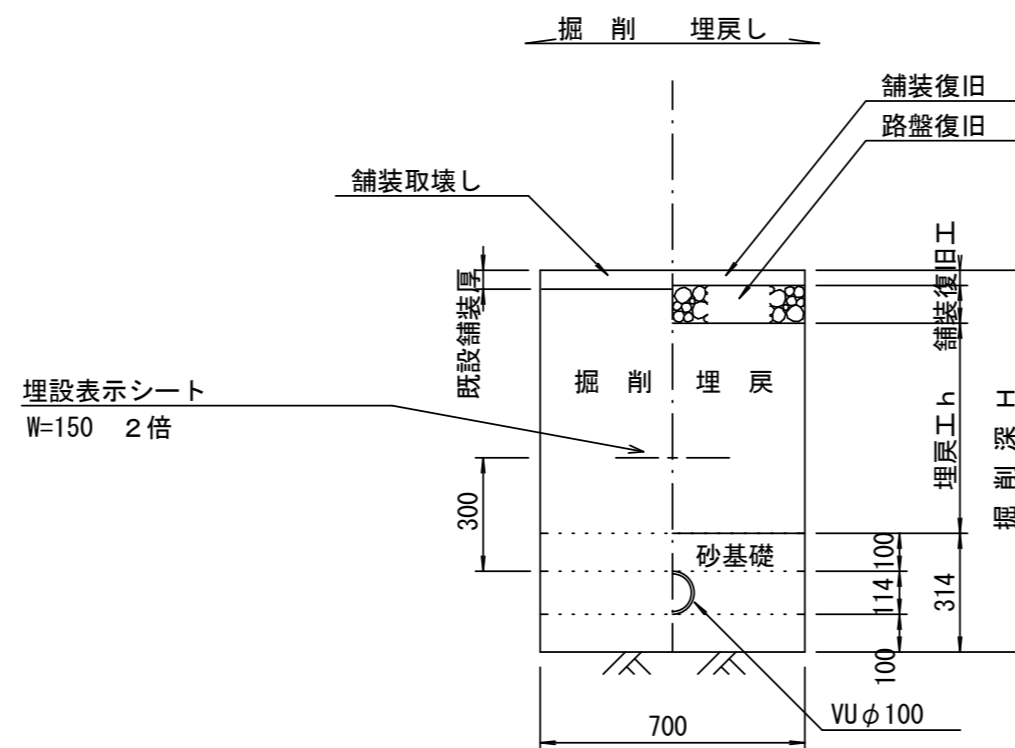 掘　削　　埋戻し
舗装復旧
路盤復旧
舗装取壊し
既設舗装厚
舗装復旧工
掘　削　埋　戻
埋設表示シート
W=150　２倍
埋戻工ｈ
掘 削 深　Ｈ
300
砂基礎
100
114
314
100
VUφ100
700